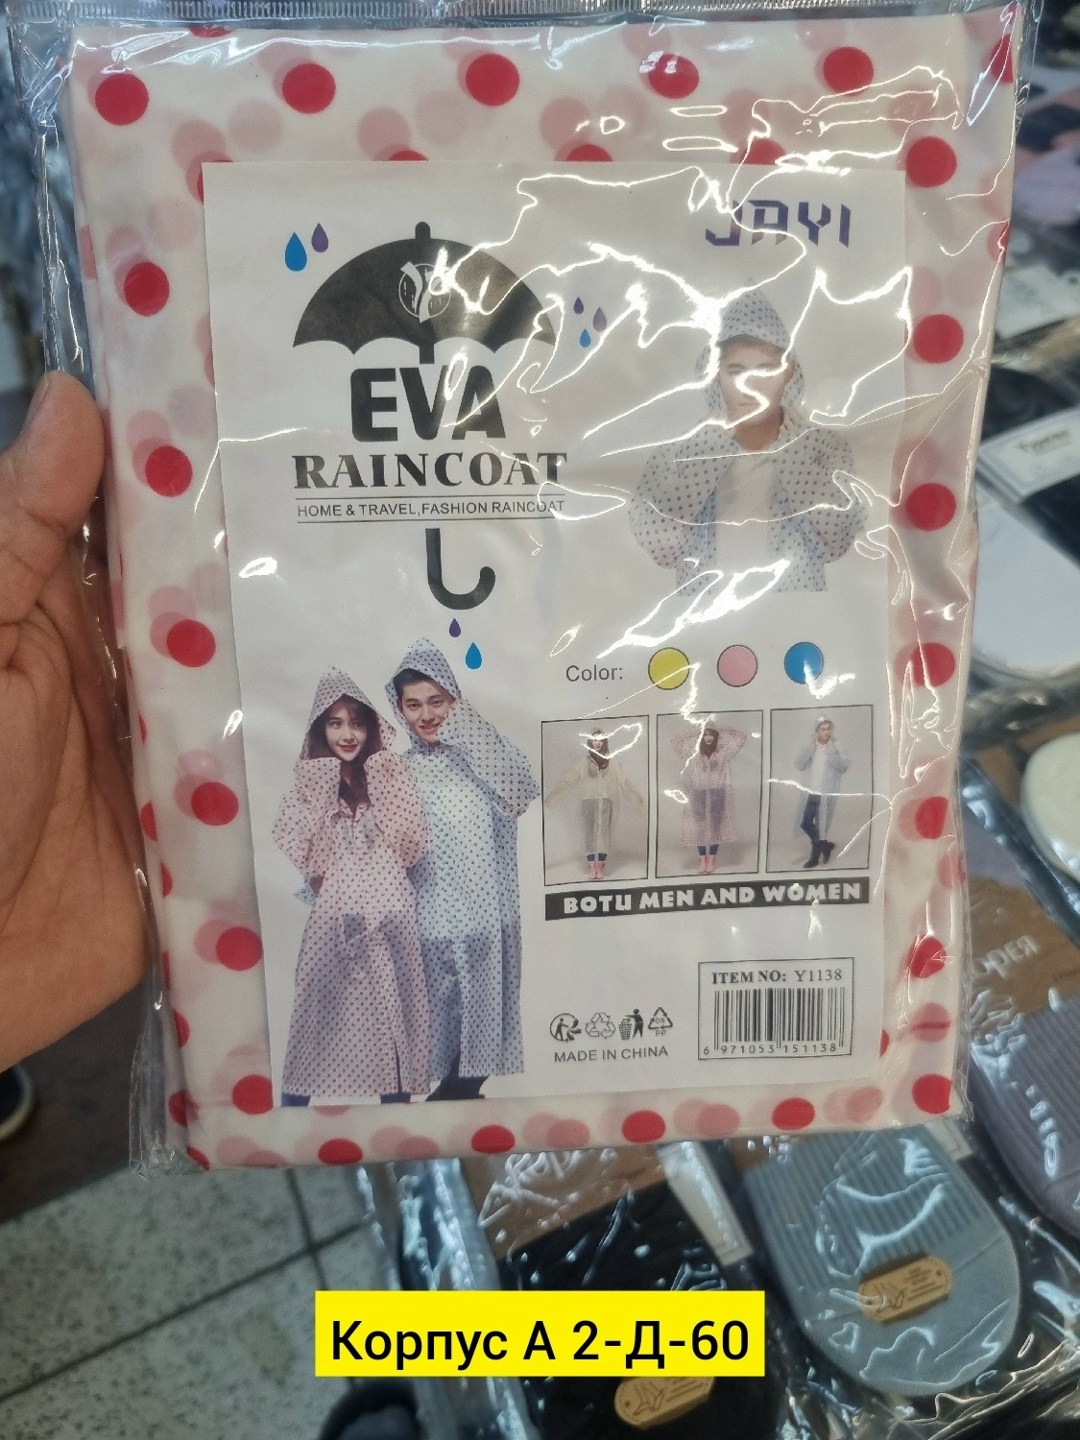 JAYI
EVA
RAINCOAT
HOME & TRAVEL,FASHION RAINCOAT
Color:
BOTU MEN AND WOMEN
ITEM NO: Y1138
6 971053 151138
MADE IN CHINA
PP
Корпус А 2-Д-60